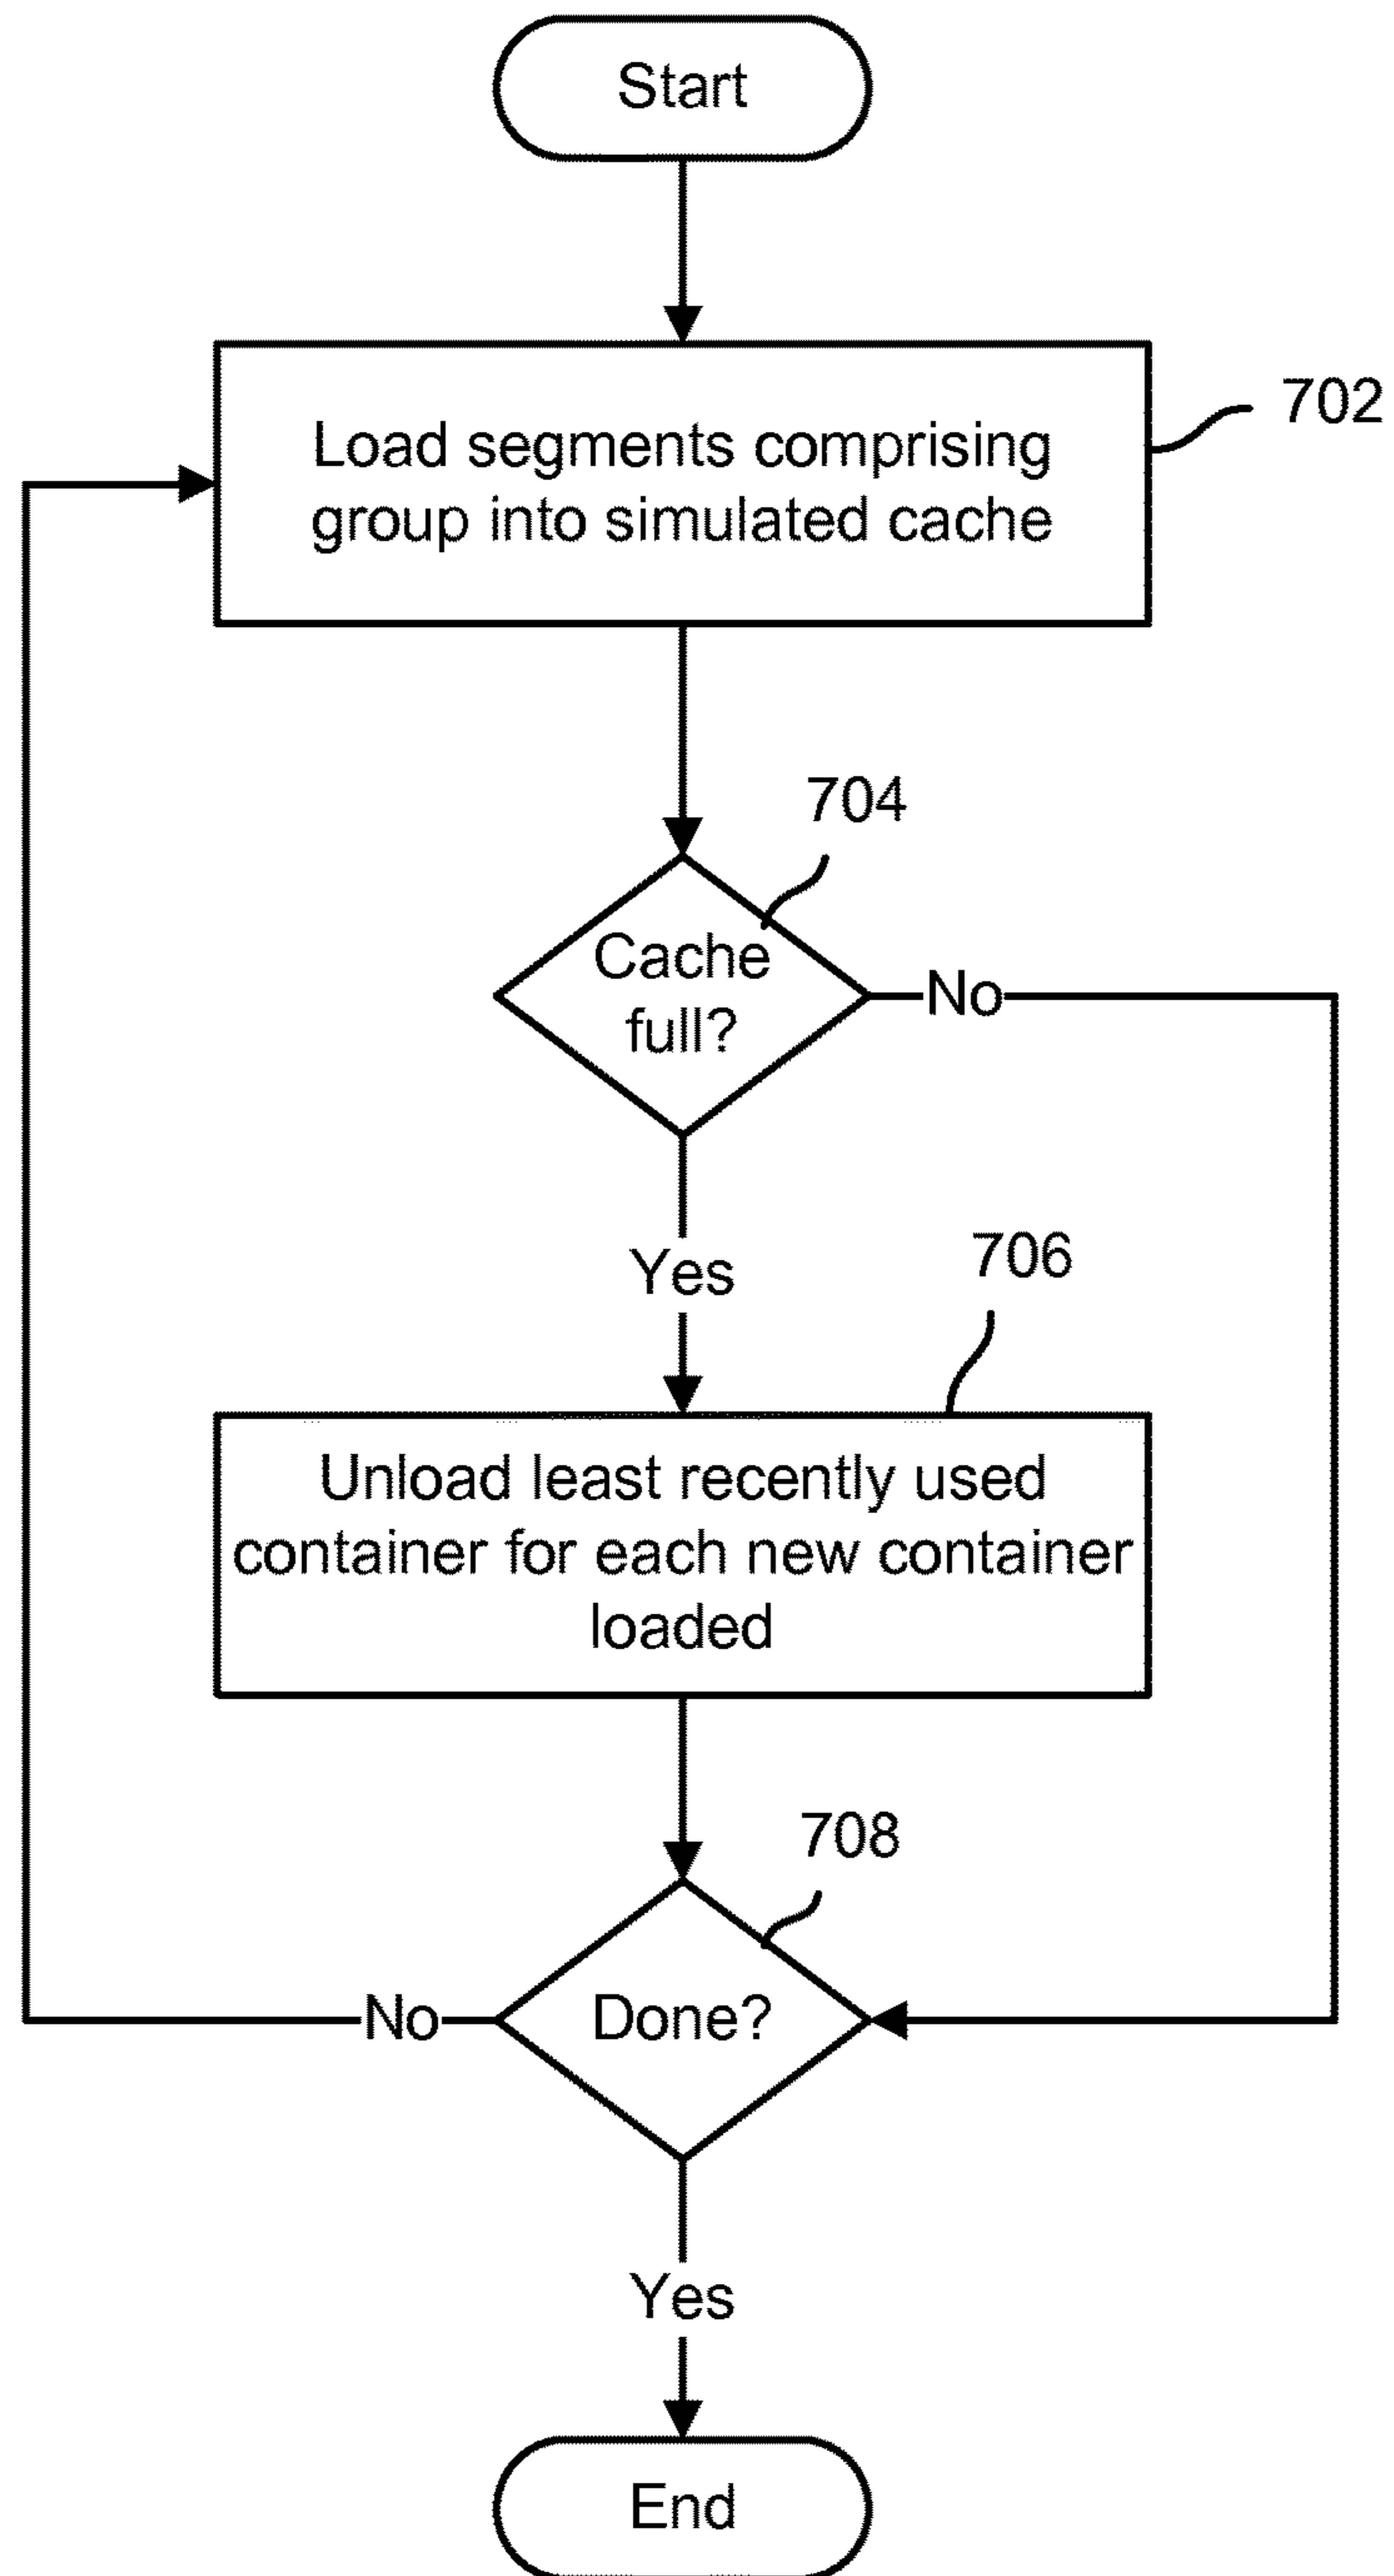 Start
Load segments comprising
group into simulated cache
702
704
Cache
full?
No
Yes
706
Unload least recently used
container for each new container
loaded
708
Done?
No
Yes
End